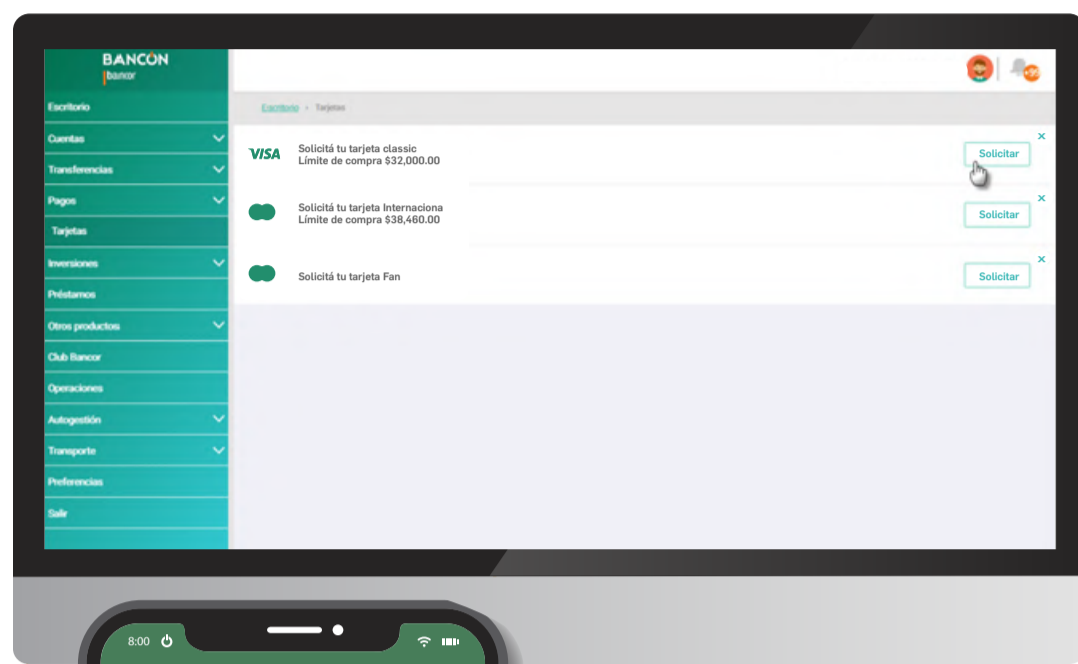 BANCÓN
bancor
Escritorio
Escritorio › Tarjetas
Cuentas
Transferencias
Pagos
Tarjetas
Inversiones
Préstamos
Otros productos
Club Bancor
Operaciones
Autogestión
Transporte
Preferencias
Salir
+99
VISA
Solicitá tu tarjeta classic
Límite de compra $32,000.00
Solicitar
Solicitá tu tarjeta Internaciona
Límite de compra $38,460.00
Solicitar
Solicitá tu tarjeta Fan
Solicitar
8:00